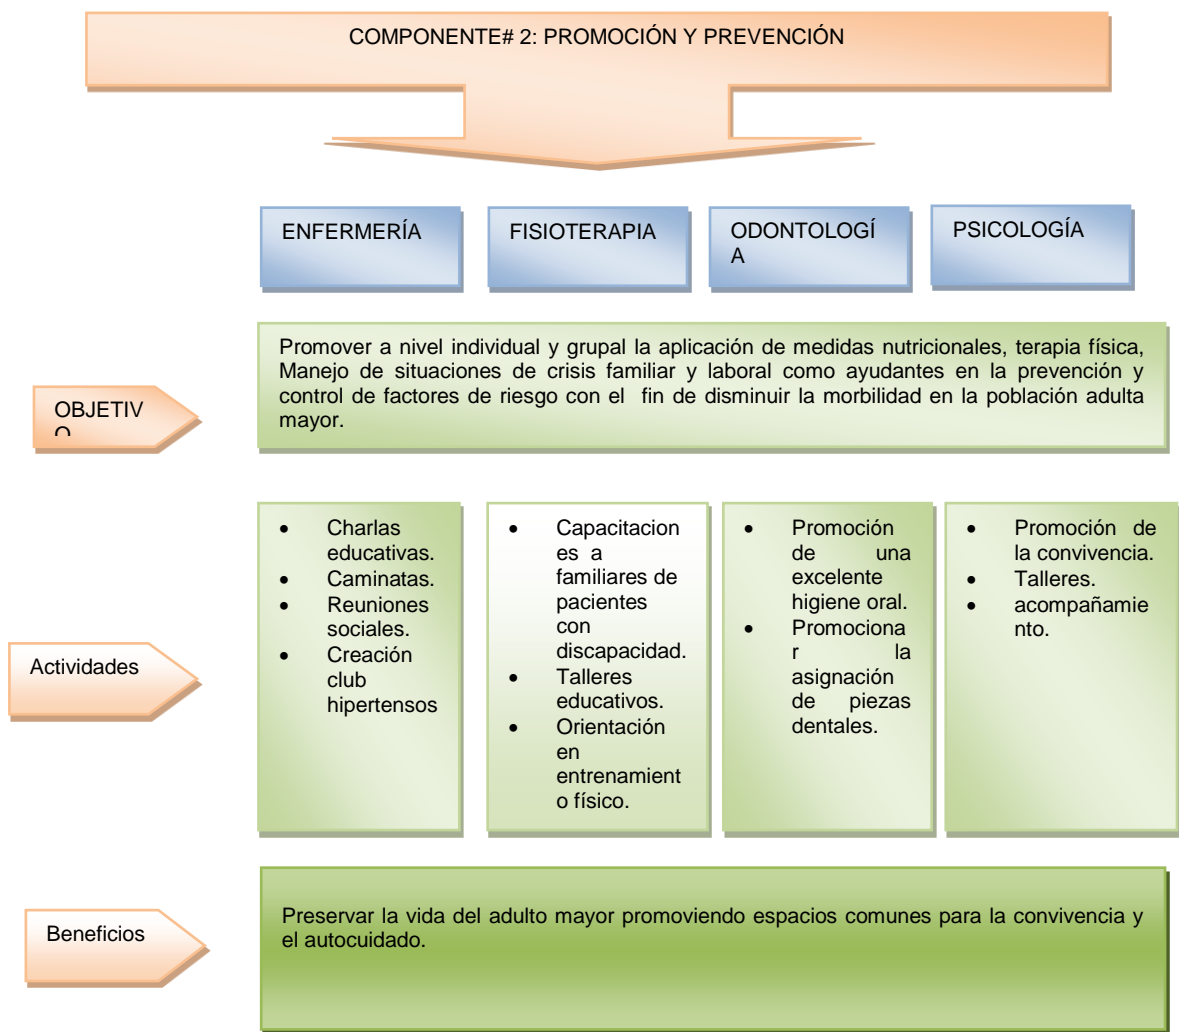 COMPONENTE# 2: PROMOCIÓN Y PREVENCIÓN
ENFERMERÍA
FISIOTERAPIA
ODONTOLOGÍ
A
PSICOLOGÍA
OBJETIV
O
Promover a nivel individual y grupal la aplicación de medidas nutricionales, terapia física,
Manejo de situaciones de crisis familiar y laboral como ayudantes en la prevención y
control de factores de riesgo con el fin de disminuir la morbilidad en la población adulta
mayor.
Actividades
• Charlas
educativas.
• Caminatas.
• Reuniones
sociales.
• Creación
club
hipertensos
• Capacitacion
es a
familiares de
pacientes
con
discapacidad.
• Talleres
educativos.
• Orientación
en
entrenamient
o físico.
• Promoción
de una
excelente
higiene oral.
• Promociona
r la
asignación
de piezas
dentales.
• Promoción de
la convivencia.
• Talleres.
• acompañamie
nto.
Beneficios
Preservar la vida del adulto mayor promoviendo espacios comunes para la convivencia y
el autocuidado.